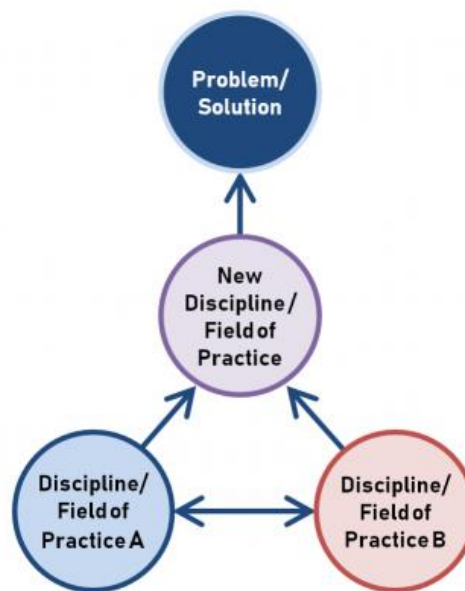 Problem/
Solution
New
Discipline/
Field of
Practice
Discipline/
Field of
Practice A
Discipline/
Field of
Practice B